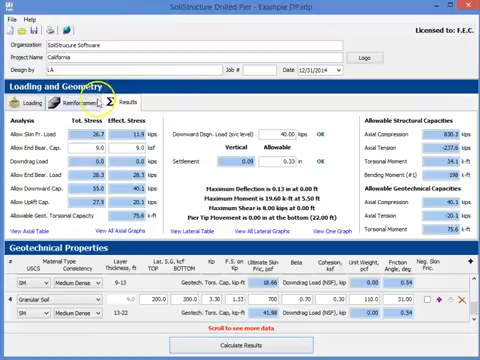 SoilStructure Drilled Pier - Example DP.sdp
File Help
Licensed to: F.E.C.
Organization SoilStrucure Software
Project Name California Logo
Design by LA Job # Date 12/31/2014
Loading and Geometry
Loading Reinforcement Σ Results
Analysis Tot. Stress Effect. Stress Allowable Structural Capacities
Allow Skin Fr. Load 26.7 11.9 kips Downward Dsgn. Load (svc level) 40.00 kips OK Axial Compression 830.3 kips
Allow End Bear. Cap. 9.0 9.0 ksf Vertical Allowable Axial Tension -237.6 kips
Downdrag Load 0.0 0.0 kips Settlement 0.09 0.33 in OK Torsional Moment 34.1 k-ft
Allow End Bear. Load 28.3 28.3 kips Bending Moment (#1) 198 k-ft
Allow Downward Cap. 55.0 40.1 kips Maximum Deflection is 0.13 in at 0.00 ft Allowable Geotechnical Capacities
Allow Uplift Cap. 27.5 20.1 kips Maximum Moment is 19.60 k-ft at 5.50 ft Axial Compression 40.1 kips
Allowable Geot. Torsional Capacity 75.6 k-ft Maximum Shear is 8.00 kips at 0.00 ft Axial Tension -20.1 kips
Pier Tip Movement is 0.00 in at the bottom (22.00 ft) Torsional Moment 75.6 k-ft
View Axial Table View All Axial Graphs View Lateral Table View All Lateral Graphs View One Graph
Geotechnical Properties
# Material Type Layer Lat. S.G, kcf Kp F.S. on Ultimate Skin Beta Cohesion, Unit Weight, Friction Neg. Skin
USCS Consistency Thickness, ft TOP BOTTOM Kp Fric, psf ksf pcf Angle, deg Fric.
SM Medium Dense 9-13 Geotech. Tors. Cap, kip-ft 18.66 Downdrag Load (NSF), kips 0.00 Beta 0.54
4 Granular Soil 9.0 200.0 300.0 3.30 1.33 700 0.70 0.30 110.0 31.00
SM Medium Dense 13-22 Geotech. Tors. Cap, kip-ft 41.98 Downdrag Load (NSF), kips 0.00 Beta 0.54
Scroll to see more data
Calculate Results